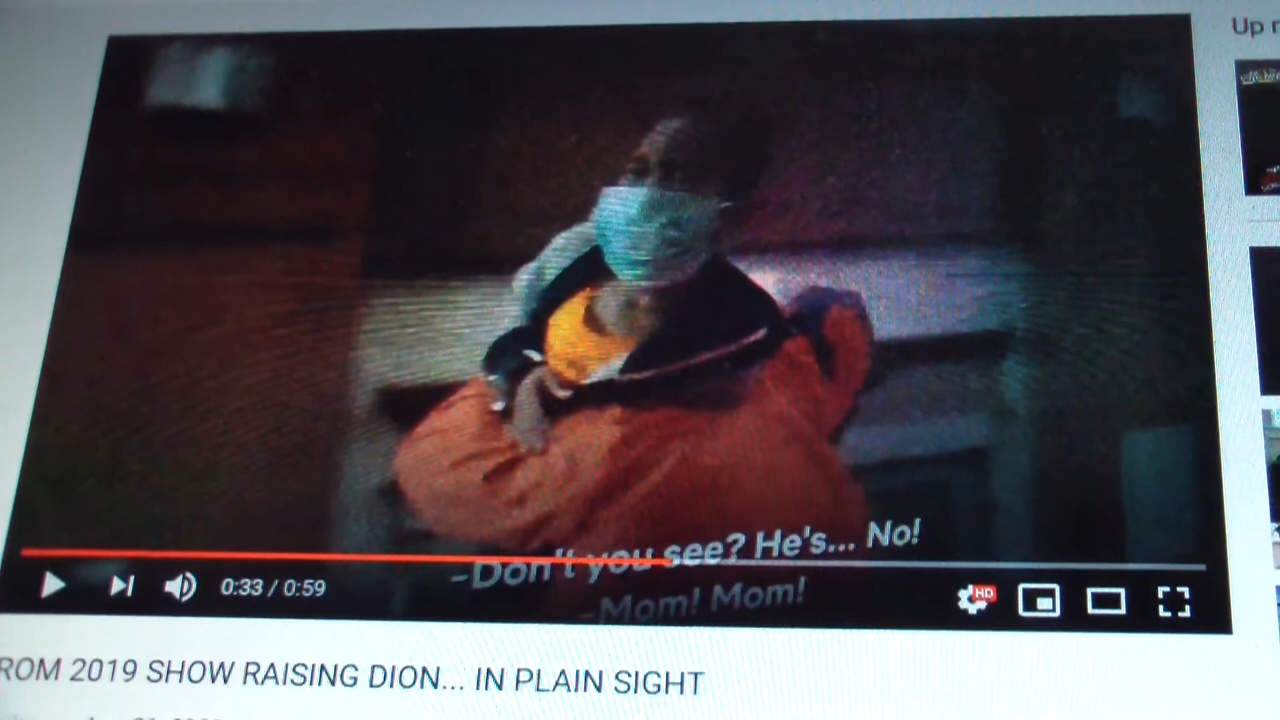 Up
-Don't you see? He's... No!
-Mom! Mom!
0:33 / 0:59
HD
ROM 2019 SHOW RAISING DION... IN PLAIN SIGHT